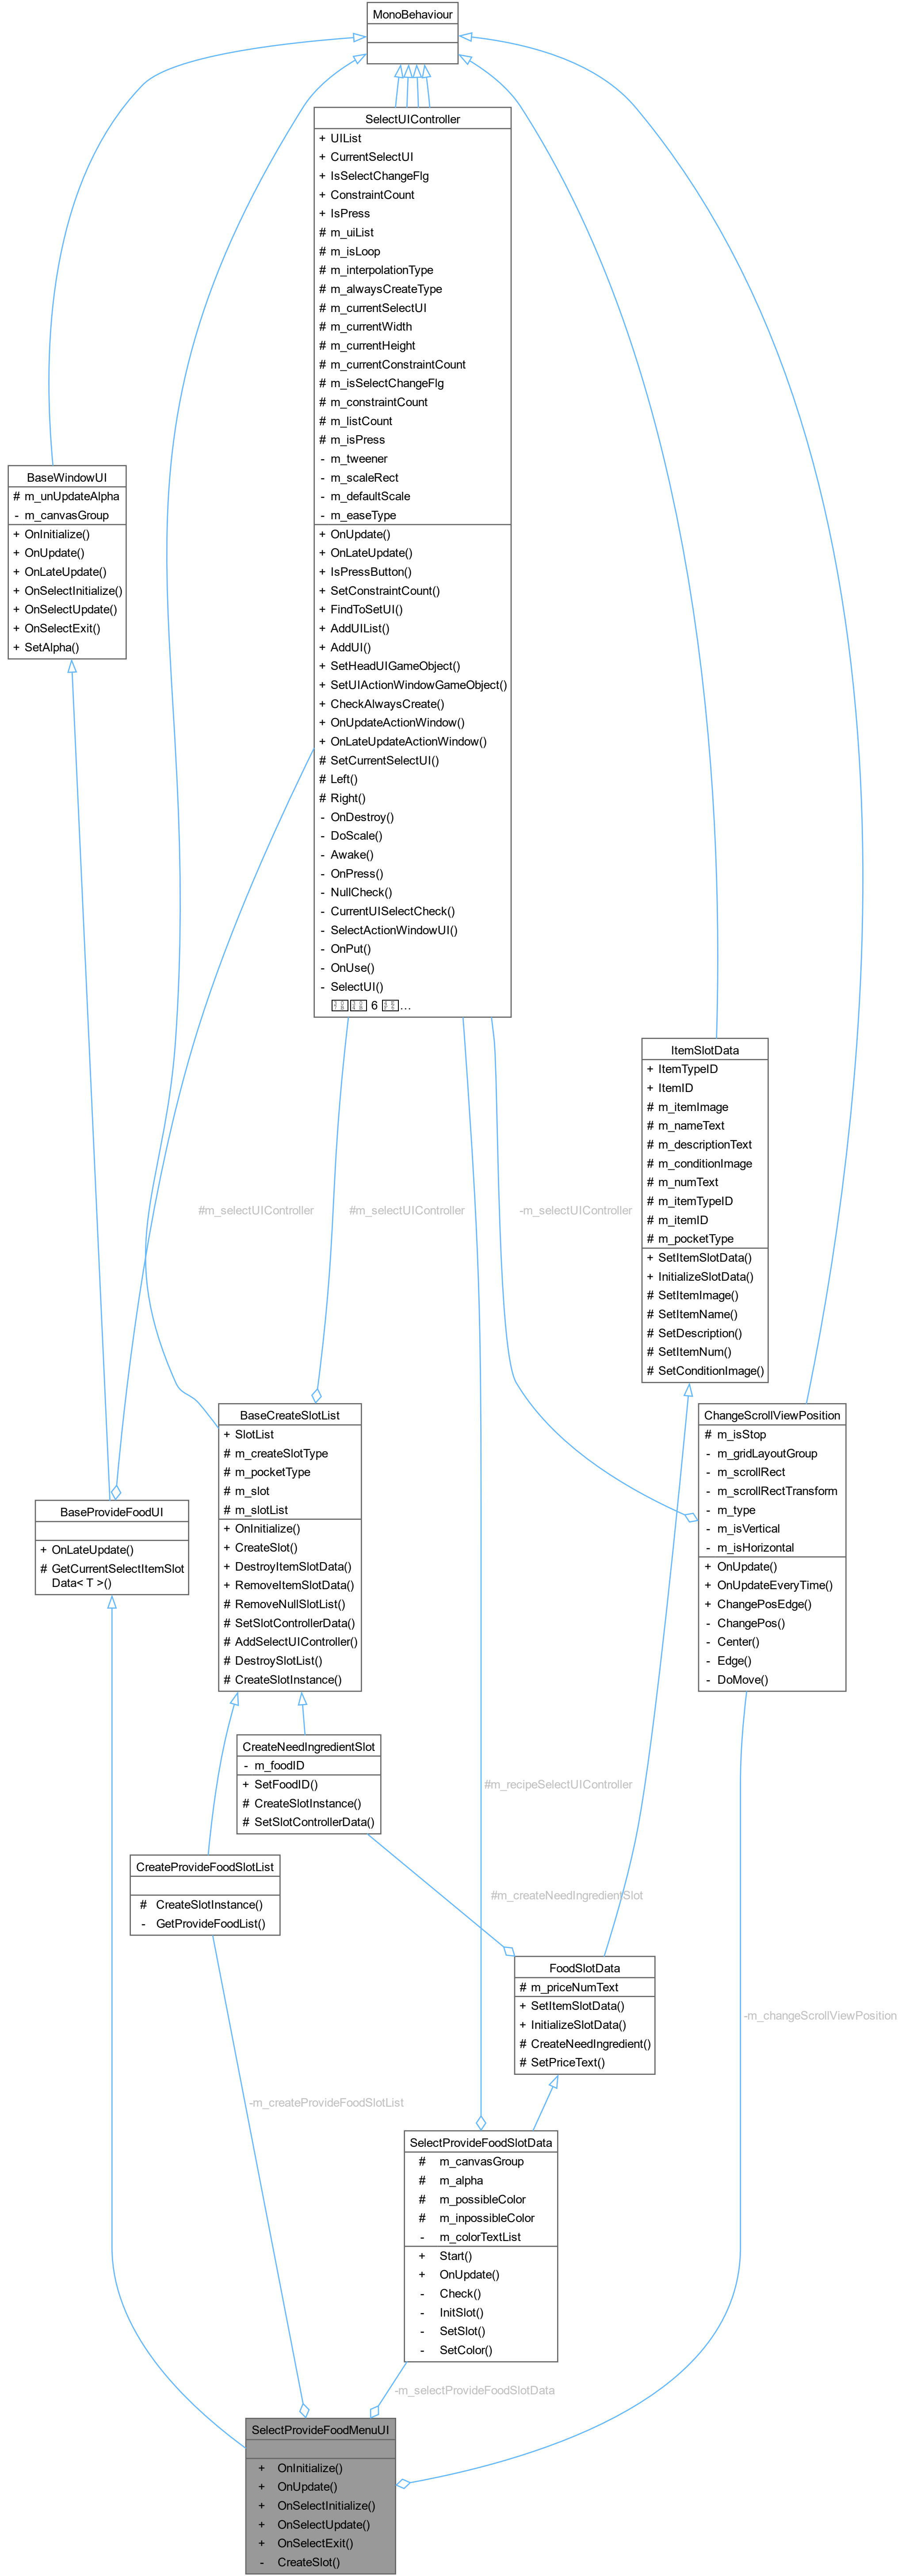 MonoBehaviour
SelectUIController
+ UIList
+ CurrentSelectUI
+ IsSelectChangeFlg
+ ConstraintCount
+ IsPress
# m_uiList
# m_isLoop
# m_interpolationType
# m_alwaysCreateType
# m_currentSelectUI
# m_currentWidth
# m_currentHeight
# m_currentConstraintCount
# m_isSelectChangeFlg
# m_constraintCount
# m_listCount
# m_isPress
- m_tweener
- m_scaleRect
- m_defaultScale
- m_easeType
+ OnUpdate()
+ OnLateUpdate()
+ IsPressButton()
+ SetConstraintCount()
+ FindToSetUI()
+ AddUIList()
+ AddUI()
+ SetHeadUIGameObject()
+ SetUIActionWindowGameObject()
+ CheckAlwaysCreate()
+ OnUpdateActionWindow()
+ OnLateUpdateActionWindow()
# SetCurrentSelectUI()
# Left()
# Right()
- OnDestroy()
- DoScale()
- Awake()
- OnPress()
- NullCheck()
- CurrentUISelectCheck()
- SelectActionWindowUI()
- OnPut()
- OnUse()
- SelectUI()
6 ...
BaseWindowUI
# m_unUpdateAlpha
- m_canvasGroup
+ OnInitialize()
+ OnUpdate()
+ OnLateUpdate()
+ OnSelectInitialize()
+ OnSelectUpdate()
+ OnSelectExit()
+ SetAlpha()
ItemSlotData
+ ItemTypeID
+ ItemID
# m_itemImage
# m_nameText
# m_descriptionText
# m_conditionImage
# m_numText
# m_itemTypeID
# m_itemID
# m_pocketType
+ SetItemSlotData()
+ InitializeSlotData()
# SetItemImage()
# SetItemName()
# SetDescription()
# SetItemNum()
# SetConditionImage()
#m_selectUIController
#m_selectUIController
-m_selectUIController
BaseCreateSlotList
+ SlotList
# m_createSlotType
# m_pocketType
# m_slot
# m_slotList
+ OnInitialize()
+ CreateSlot()
+ DestroyItemSlotData()
+ RemoveItemSlotData()
# RemoveNullSlotList()
# SetSlotControllerData()
# AddSelectUIController()
# DestroySlotList()
# CreateSlotInstance()
ChangeScrollViewPosition
# m_isStop
- m_gridLayoutGroup
- m_scrollRect
- m_scrollRectTransform
- m_type
- m_isVertical
- m_isHorizontal
+ OnUpdate()
+ OnUpdateEveryTime()
+ ChangePosEdge()
- ChangePos()
- Center()
- Edge()
- DoMove()
BaseProvideFoodUI
+ OnLateUpdate()
# GetCurrentSelectItemSlot
Data< T >()
CreateNeedIngredientSlot
- m_foodID
+ SetFoodID()
# CreateSlotInstance()
# SetSlotControllerData()
#m_recipeSelectUIController
CreateProvideFoodSlotList
# CreateSlotInstance()
- GetProvideFoodList()
#m_createNeedIngredientSlot
FoodSlotData
# m_priceNumText
+ SetItemSlotData()
+ InitializeSlotData()
# CreateNeedIngredient()
# SetPriceText()
-m_changeScrollViewPosition
-m_createProvideFoodSlotList
SelectProvideFoodSlotData
# m_canvasGroup
# m_alpha
# m_possibleColor
# m_inpossibleColor
- m_colorTextList
+ Start()
+ OnUpdate()
- Check()
- InitSlot()
- SetSlot()
- SetColor()
-m_selectProvideFoodSlotData
SelectProvideFoodMenuUI
+ OnInitialize()
+ OnUpdate()
+ OnSelectInitialize()
+ OnSelectUpdate()
+ OnSelectExit()
- CreateSlot()